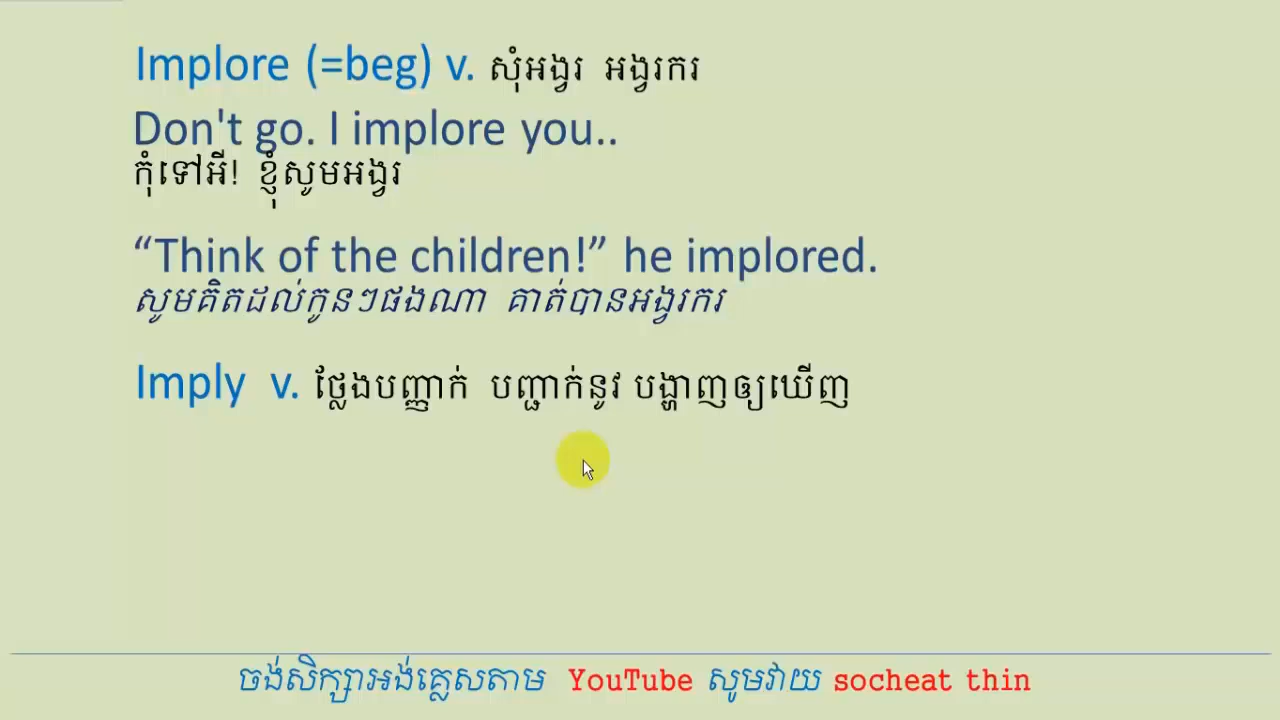 Implore (=beg) v. សុំអង្វរ អង្វរករ
Don't go. I implore you..
កុំទៅអី! ខ្ញុំសូមអង្វរ
“Think of the children!” he implored.
សូមគិតដល់កូនៗផងណា គាត់បានអង្វរករ
Imply v. ថ្លែងបញ្ញាក់ បញ្ជាក់នូវ បង្ហាញឲ្យឃើញ
ចង់សិក្សាអង់គ្លេសតាម YouTube សូមវាយ socheat thin